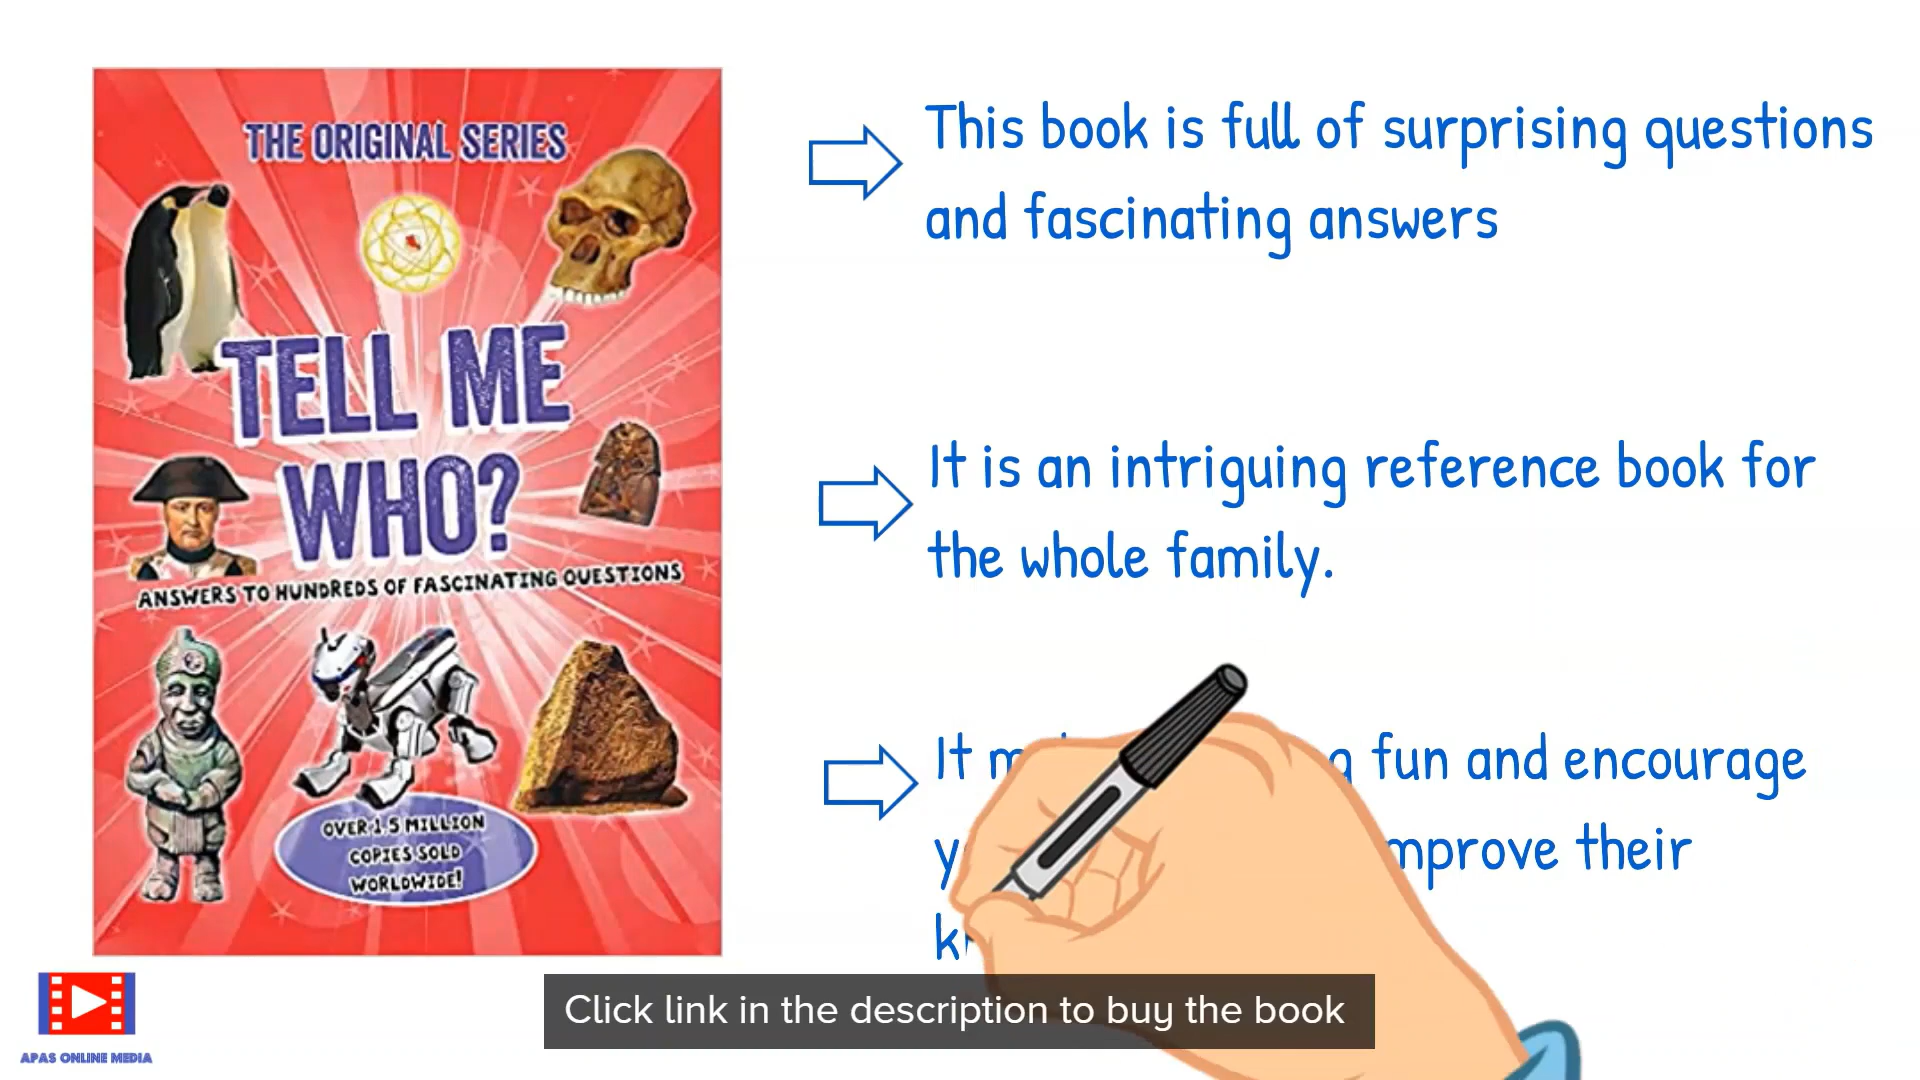 THE ORIGINAL SERIES
TELL ME
WHO?
ANSWERS TO HUNDREDS OF FASCINATING QUESTIONS
OVER 1.5 MILLION
COPIES SOLD
WORLDWIDE!
This book is full of surprising questions
and fascinating answers
It is an intriguing reference book for
the whole family.
It fun and encourage
their
Click link in the description to buy the book
APAS ONLINE MEDIA